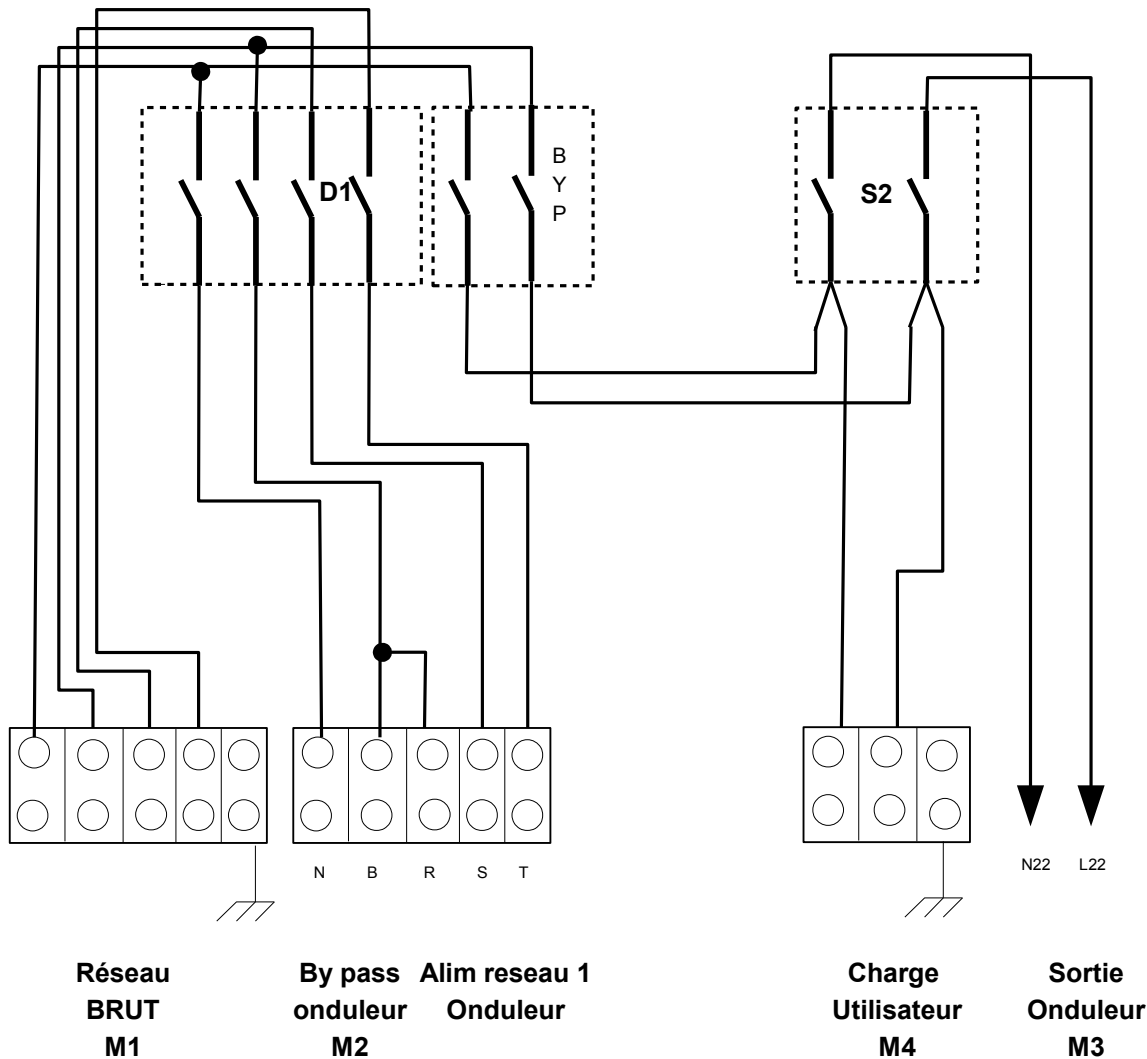 D1
B
Y
P
S2
N
B
R
S
T
N22
L22
Réseau
BRUT
M1
By pass
onduleur
M2
Alim reseau 1
Onduleur
Charge
Utilisateur
M4
Sortie
Onduleur
M3